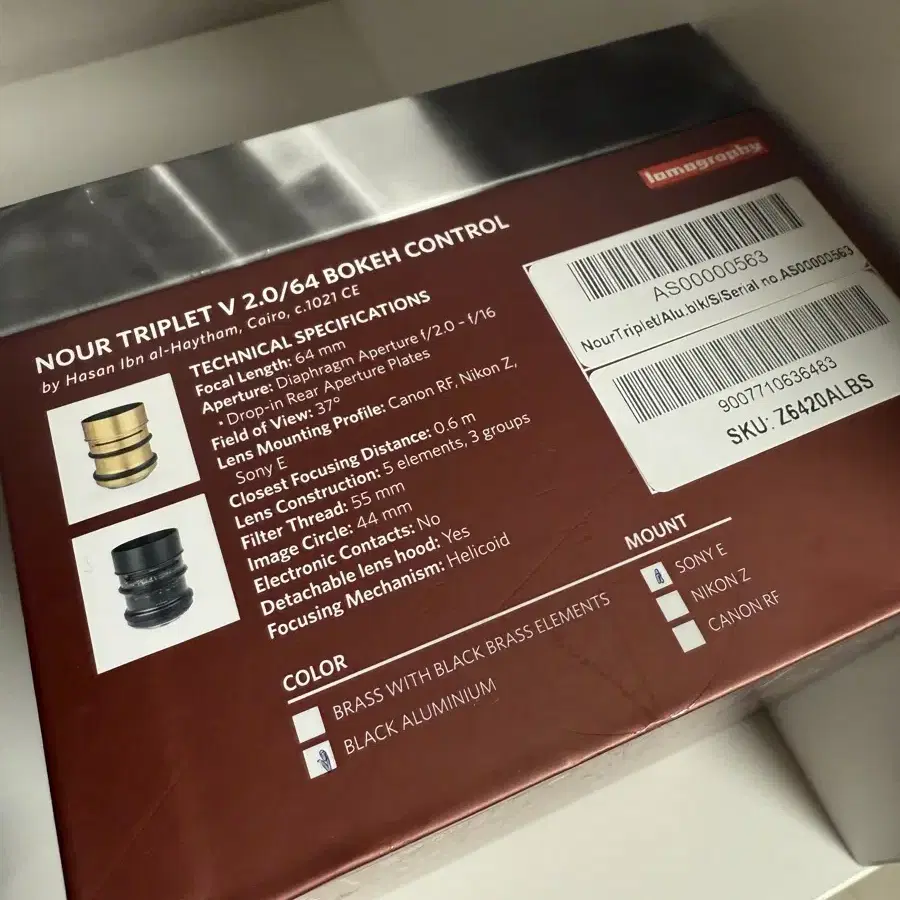 lomography
NOUR TRIPLET V 2.0/64 BOKEH CONTROL
by Hasan Ibn al-Haytham, Cairo, c.1021 CE
TECHNICAL SPECIFICATIONS
Focal Length: 64 mm
Aperture: Diaphragm Aperture f/2.0 – f/16
• Drop-in Rear Aperture Plates
Field of View: 37°
Lens Mounting Profile: Canon RF, Nikon Z,
Sony E
Closest Focusing Distance: 0.6 m
Lens Construction: 5 elements, 3 groups
Filter Thread: 55 mm
Image Circle: 44 mm
Electronic Contacts: No
Detachable lens hood: Yes
Focusing Mechanism: Helicoid
AS00000563
NourTriplet/Alu.blk/S/Serial no.AS00000563
9007710636483
SKU: Z6420ALBS
COLOR
BRASS WITH BLACK BRASS ELEMENTS
BLACK ALUMINIUM
MOUNT
SONY E
NIKON Z
CANON RF